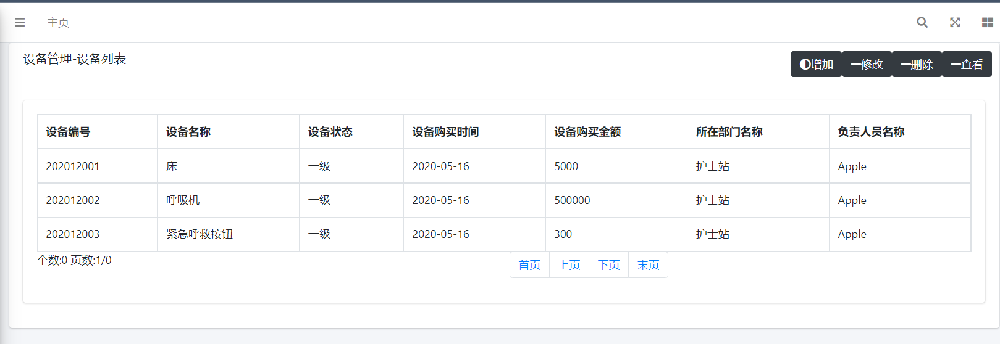 主页
设备管理-设备列表
增加 修改 删除 查看
设备编号 设备名称 设备状态 设备购买时间 设备购买金额 所在部门名称 负责人员名称
202012001 床 一级 2020-05-16 5000 护士站 Apple
202012002 呼吸机 一级 2020-05-16 500000 护士站 Apple
202012003 紧急呼救按钮 一级 2020-05-16 300 护士站 Apple
个数:0 页数:1/0
首页 上页 下页 末页